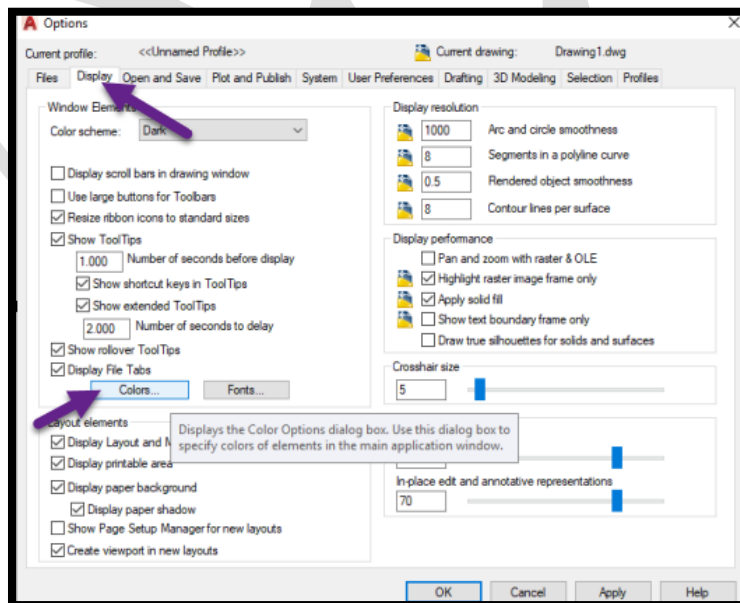 A Options
Current profile: <<Unnamed Profile>> Current drawing: Drawing1.dwg
Files Display Open and Save Plot and Publish System User Preferences Drafting 3D Modeling Selection Profiles
Window
Color scheme: Dark
Display scroll bars in drawing window
Use large buttons for Toolbars
Resize ribbon icons to standard sizes
Show ToolTips
1.000 Number of seconds before display
Show shortcut keys in ToolTips
Show extended ToolTips
2.000 Number of seconds to delay
Show rollover ToolTips
Display File Tabs
Colors... Fonts...
Layout elements
Display Layout and
Display printable area
Display paper background
Display paper shadow
Show Page Setup Manager for new layouts
Create viewport in new layouts
Display resolution
1000 Arc and circle smoothness
8 Segments in a polyline curve
0.5 Rendered object smoothness
8 Contour lines per surface
Display performance
Pan and zoom with raster & OLE
Highlight raster image frame only
Apply solid fill
Show text boundary frame only
Draw true silhouettes for solids and surfaces
Crosshair size
5
Displays the Color Options dialog box. Use this dialog box to
specify colors of elements in the main application window.
In-place edit and annotative representations
70
OK Cancel Apply Help